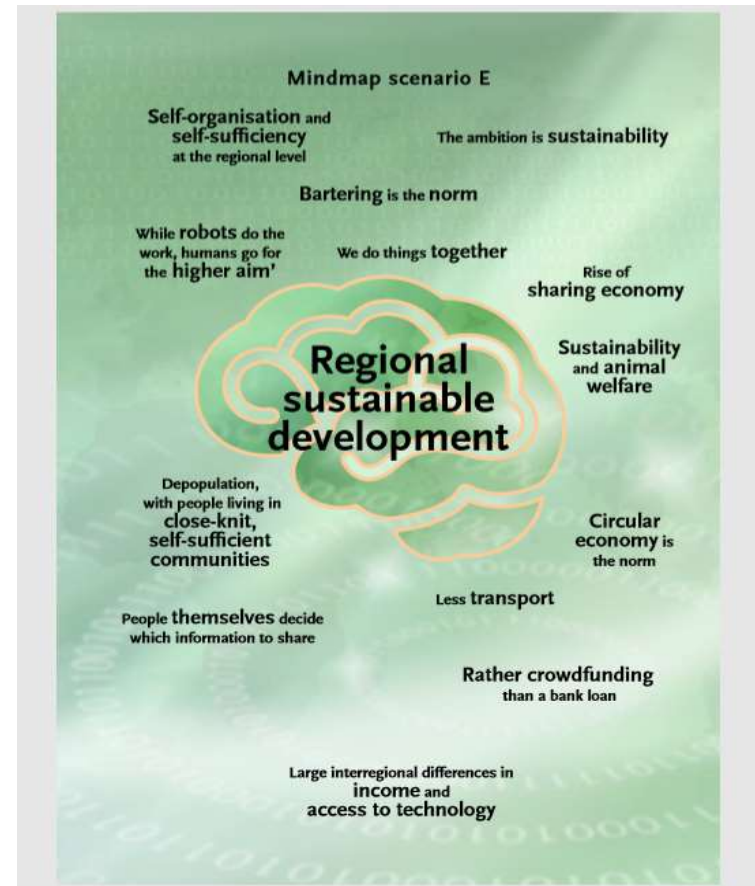 Mindmap scenario E
Self-organisation and
self-sufficiency
at the regional level
The ambition is sustainability
Bartering is the norm
While robots do the
work, humans go for
the higher aim'
We do things together
Rise of
sharing economy
Regional
sustainable
development
Sustainability
and animal
welfare
Depopulation,
with people living in
close-knit,
self-sufficient
communities
Circular
economy is
the norm
Less transport
People themselves decide
which information to share
Rather crowdfunding
than a bank loan
Large interregional differences in
income and
access to technology